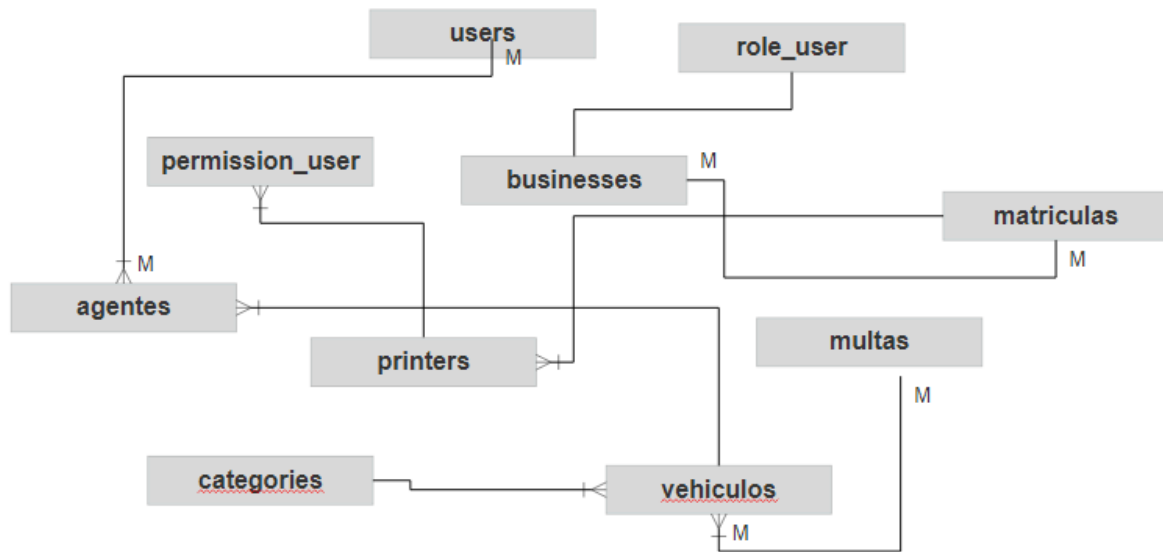 users
M
role_user
permission_user
businesses
M
matriculas
M
M
agentes
printers
multas
M
categories
vehiculos
M